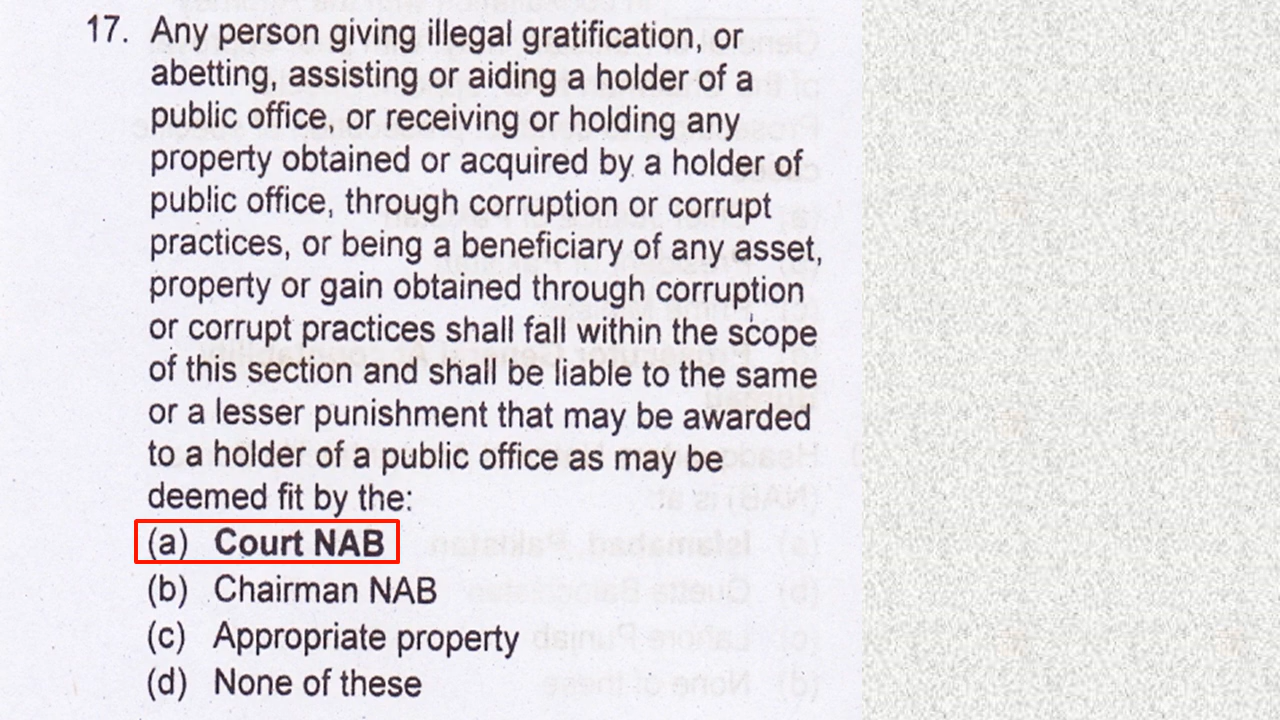 17. Any person giving illegal gratification, or
abetting, assisting or aiding a holder of a
public office, or receiving or holding any
property obtained or acquired by a holder of
public office, through corruption or corrupt
practices, or being a beneficiary of any asset,
property or gain obtained through corruption
or corrupt practices shall fall within the scope
of this section and shall be liable to the same
or a lesser punishment that may be awarded
to a holder of a public office as may be
deemed fit by the:
(a) Court NAB
(b) Chairman NAB
(c) Appropriate property
(d) None of these